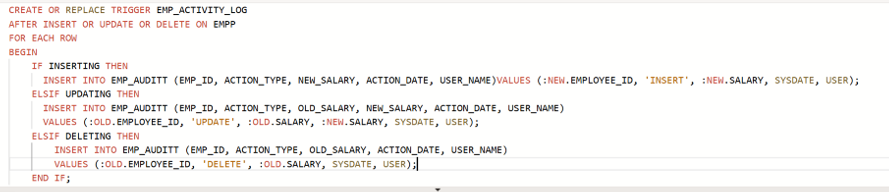 CREATE OR REPLACE TRIGGER EMP_ACTIVITY_LOG
AFTER INSERT OR UPDATE OR DELETE ON EMPP
FOR EACH ROW
BEGIN
    IF INSERTING THEN
      INSERT INTO EMP_AUDITT (EMP_ID, ACTION_TYPE, NEW_SALARY, ACTION_DATE, USER_NAME)VALUES (:NEW.EMPLOYEE_ID, 'INSERT', :NEW.SALARY, SYSDATE, USER);
    ELSIF UPDATING THEN
      INSERT INTO EMP_AUDITT (EMP_ID, ACTION_TYPE, OLD_SALARY, NEW_SALARY, ACTION_DATE, USER_NAME)
      VALUES (:OLD.EMPLOYEE_ID, 'UPDATE', :OLD.SALARY, :NEW.SALARY, SYSDATE, USER);
    ELSIF DELETING THEN
        INSERT INTO EMP_AUDITT (EMP_ID, ACTION_TYPE, OLD_SALARY, ACTION_DATE, USER_NAME)
        VALUES (:OLD.EMPLOYEE_ID, 'DELETE', :OLD.SALARY, SYSDATE, USER);
    END IF;